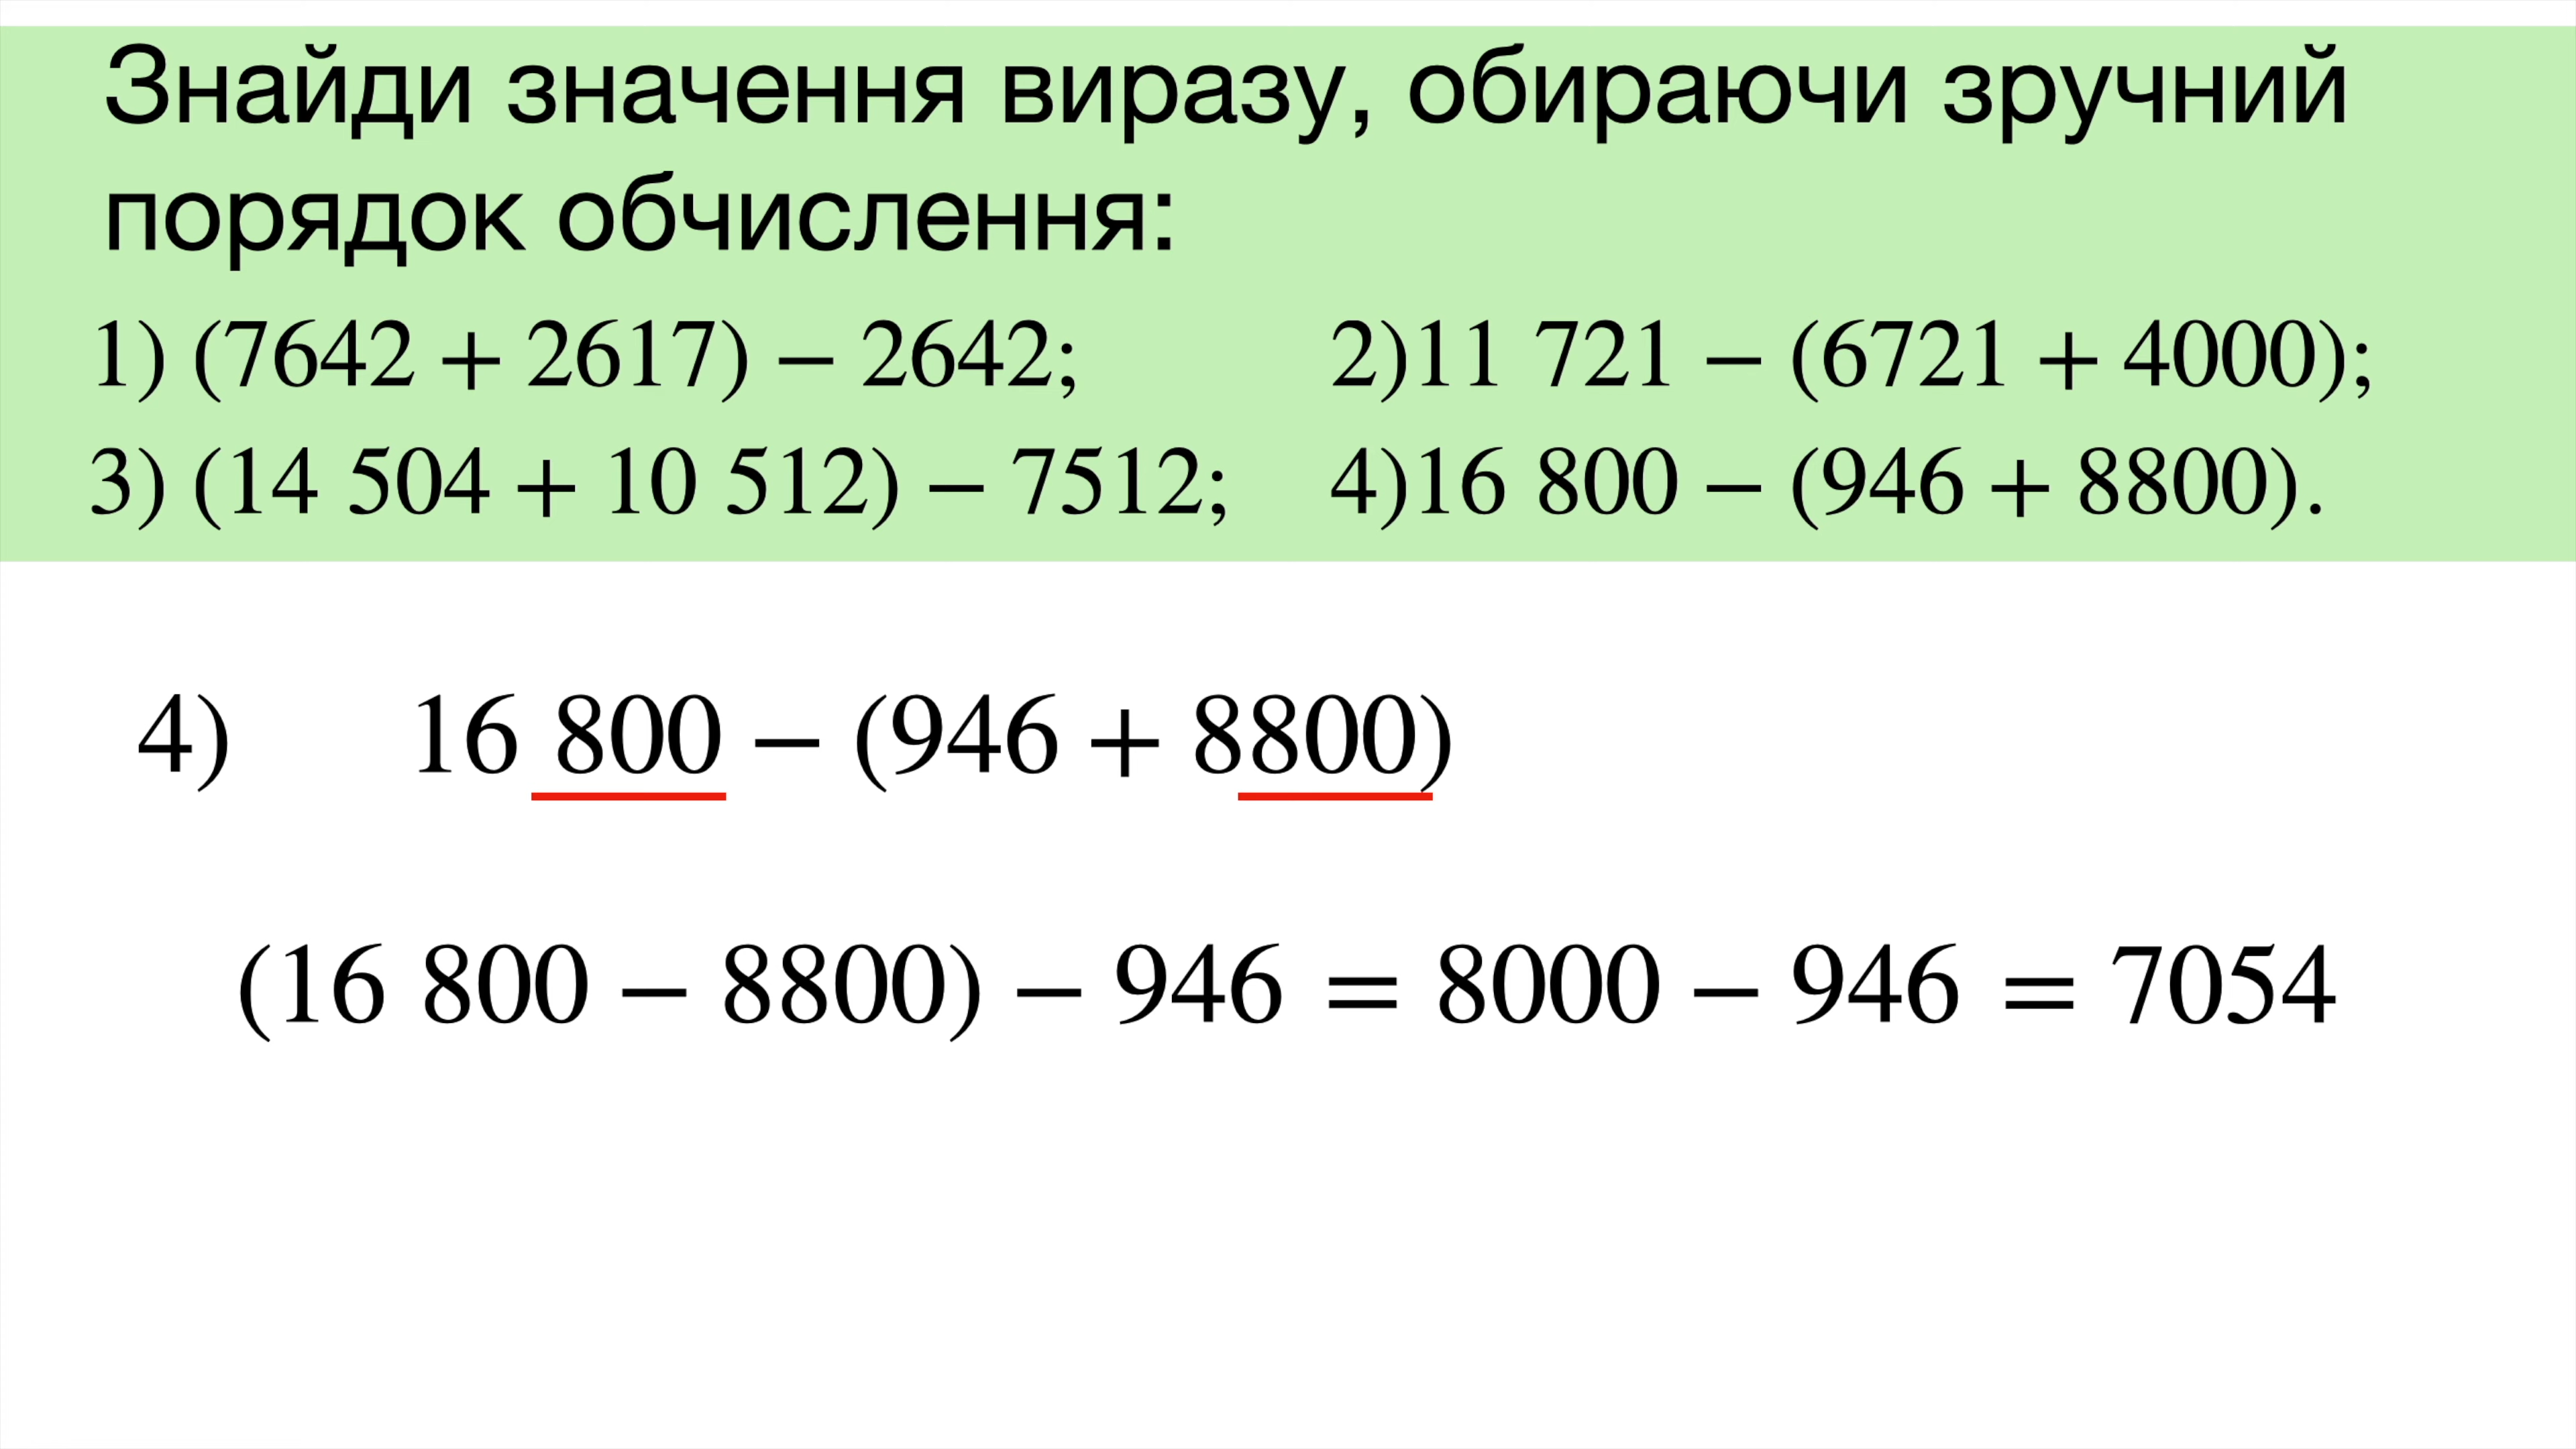 Знайди значення виразу, обираючи зручний
порядок обчислення:
1) (7642 + 2617) − 2642; 2)11 721 − (6721 + 4000);
3) (14 504 + 10 512) − 7512; 4)16 800 − (946 + 8800).
4) 16 800 − (946 + 8800)
(16 800 − 8800) − 946 = 8000 − 946 = 7054